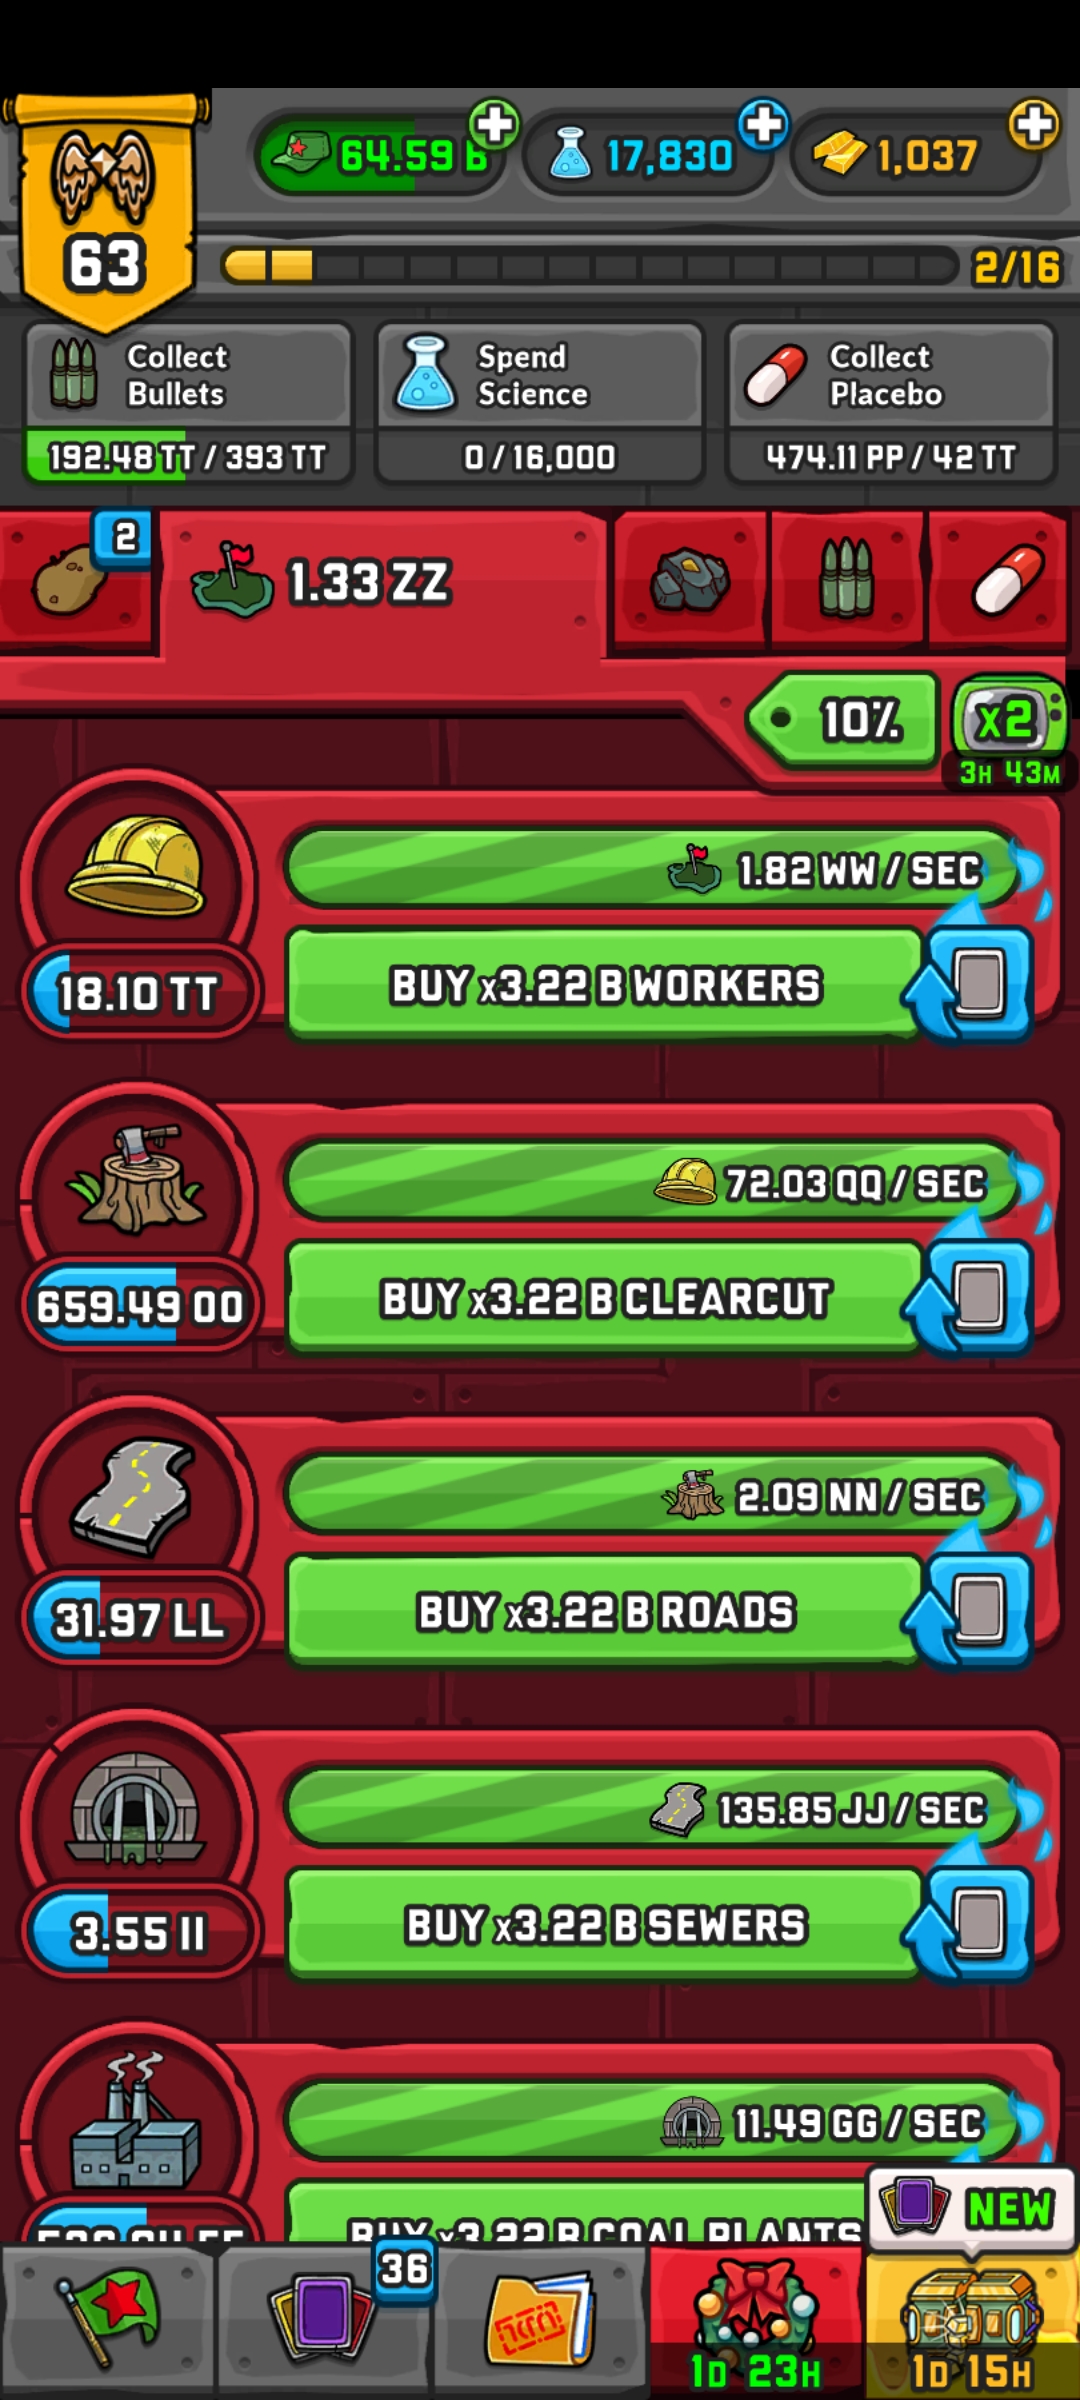 64.59 B
17,830
1,037
63
2/16
Collect
Bullets
192.48 TT / 393 TT
Spend
Science
0 / 16,000
Collect
Placebo
474.11 PP / 42 TT
2
1.33 ZZ
10%
x2
3H 43M
1.82 WW / SEC
18.10 TT
BUY x3.22 B WORKERS
72.03 QQ / SEC
659.49 OO
BUY x3.22 B CLEARCUT
2.09 NN / SEC
31.97 LL
BUY x3.22 B ROADS
135.85 JJ / SEC
3.55 II
BUY x3.22 B SEWERS
11.49 GG / SEC
BUY x3.22 B COAL PLANTS
NEW
36
1D 23H
1D 15H